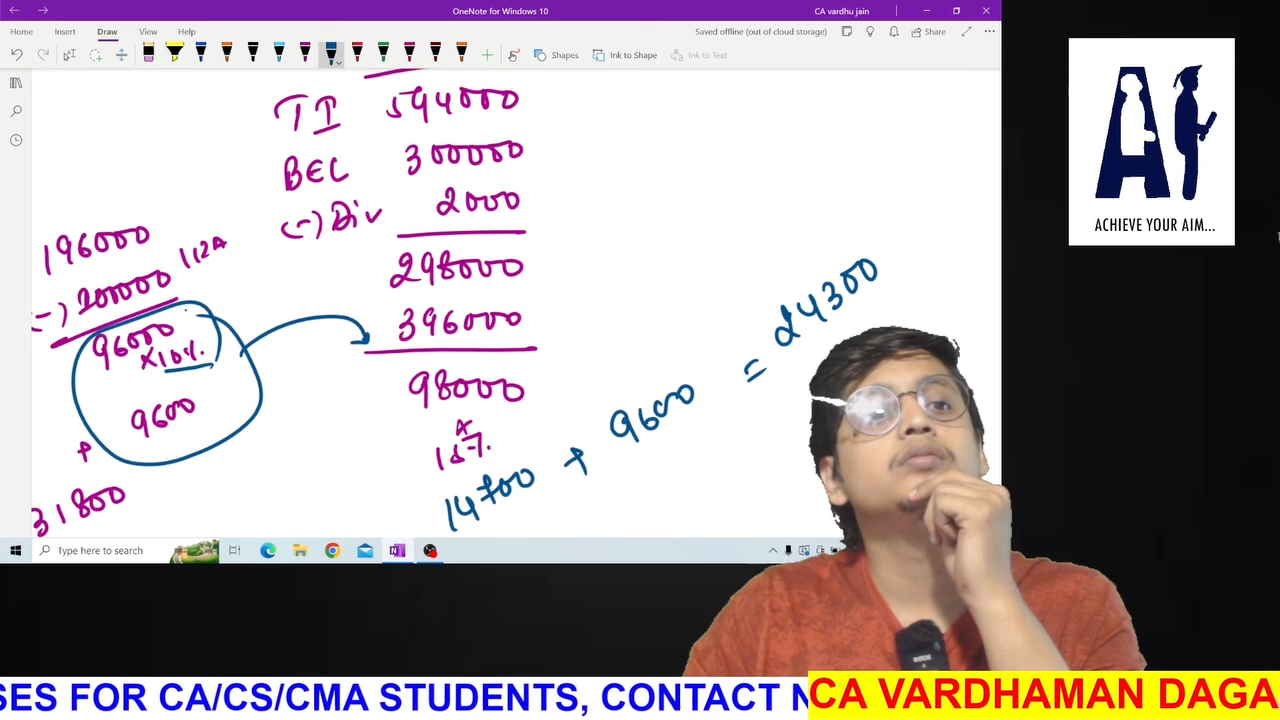 OneNote for Windows 10
CA vardhu jain
Home Insert Draw View Help
Saved offline (out of cloud storage)
Share
Shapes
Ink to Shape
Ink to Text
TI 594000
BEL 300000
(-) Div 2000
298000
396000
98000
x
15%
14700 + 9600 = 24300
196000
(-) 200000 112A
96000
x10%
9600
+
31800
Type here to search
RODE
ACHIEVE YOUR AIM...
SES FOR CA/CS/CMA STUDENTS, CONTACT N
CA VARDHAMAN DAGA